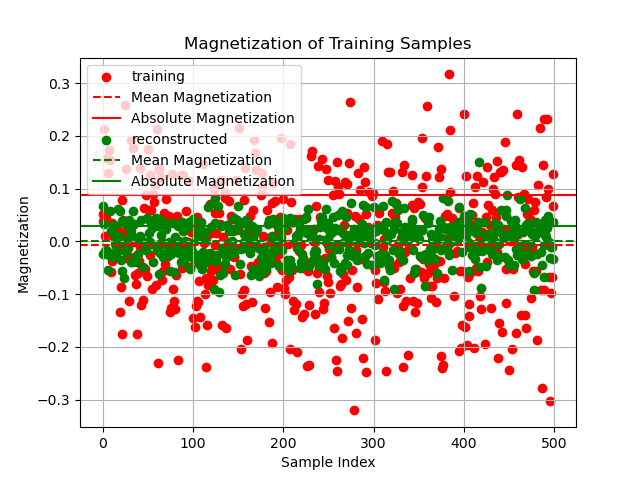 Magnetization of Training Samples
training
Mean Magnetization
Absolute Magnetization
reconstructed
Mean Magnetization
Absolute Magnetization
0.3
0.2
0.1
0.0
−0.1
−0.2
−0.3
Magnetization
0 100 200 300 400 500
Sample Index